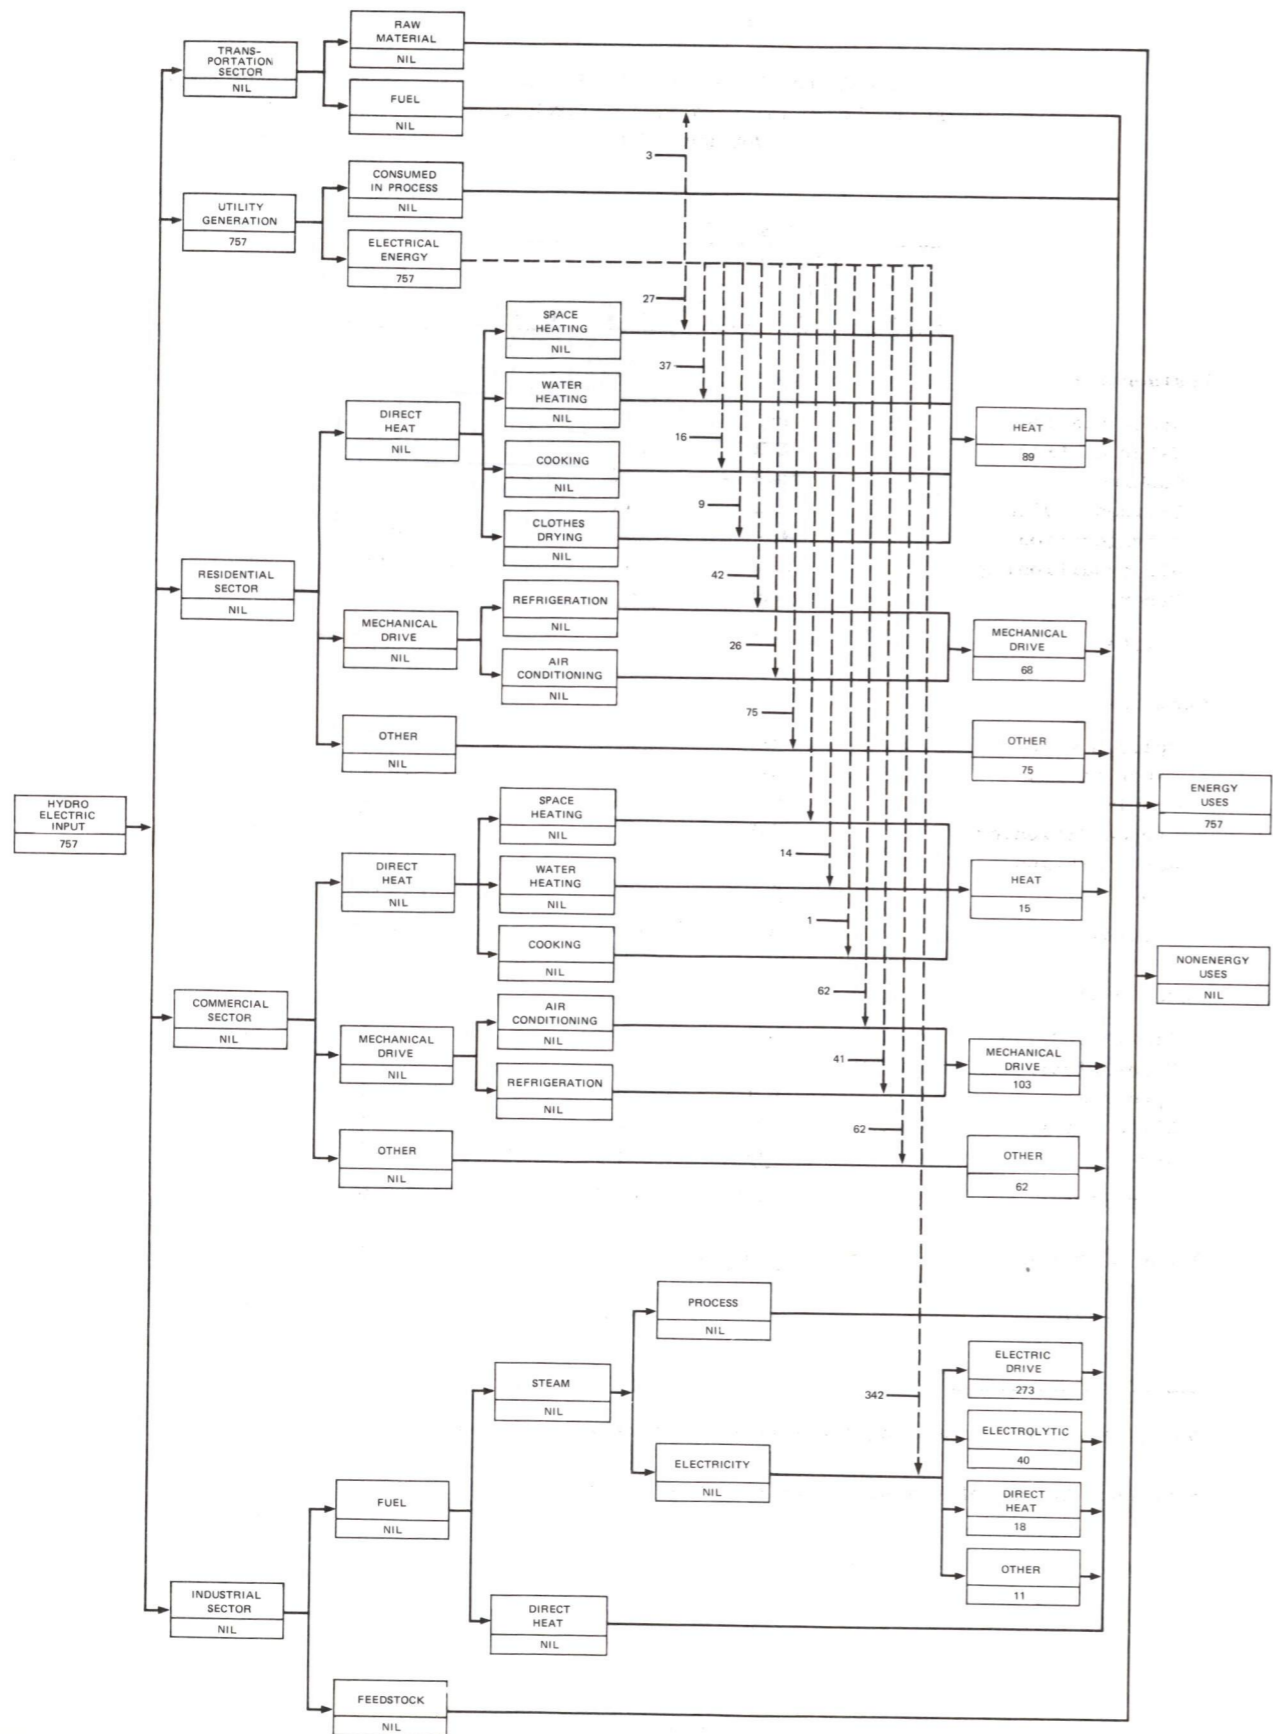 RAW
MATERIAL
NIL
TRANS-
PORTATION
SECTOR
NIL
FUEL
NIL
3
CONSUMED
IN PROCESS
NIL
UTILITY
GENERATION
757
ELECTRICAL
ENERGY
757
27
SPACE
HEATING
NIL
37
WATER
HEATING
NIL
DIRECT
HEAT
NIL
HEAT
89
16
COOKING
NIL
9
CLOTHES
DRYING
NIL
42
RESIDENTIAL
SECTOR
NIL
REFRIGERATION
NIL
MECHANICAL
DRIVE
NIL
MECHANICAL
DRIVE
68
26
AIR
CONDITIONING
NIL
75
OTHER
NIL
OTHER
75
HYDRO
ELECTRIC
INPUT
757
SPACE
HEATING
NIL
ENERGY
USES
757
14
DIRECT
HEAT
NIL
WATER
HEATING
NIL
HEAT
15
1
COOKING
NIL
NONENERGY
USES
NIL
62
COMMERCIAL
SECTOR
NIL
AIR
CONDITIONING
NIL
MECHANICAL
DRIVE
NIL
41
MECHANICAL
DRIVE
103
REFRIGERATION
NIL
62
OTHER
NIL
OTHER
62
PROCESS
NIL
ELECTRIC
DRIVE
273
STEAM
NIL
342
ELECTROLYTIC
40
ELECTRICITY
NIL
FUEL
NIL
DIRECT
HEAT
18
OTHER
11
INDUSTRIAL
SECTOR
NIL
DIRECT
HEAT
NIL
FEEDSTOCK
NIL